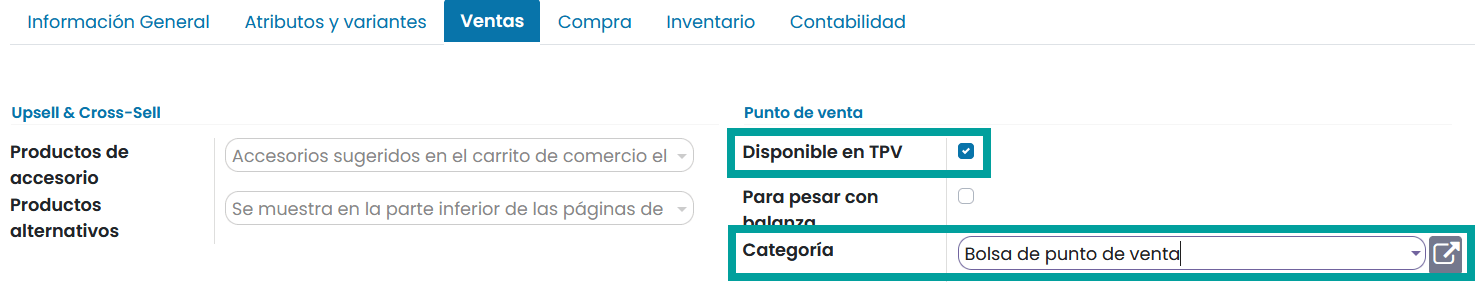 Información General Atributos y variantes Ventas Compra Inventario Contabilidad
Upsell & Cross-Sell
Productos de accesorio
Accesorios sugeridos en el carrito de comercio el
Productos alternativos
Se muestra en la parte inferior de las páginas de
Punto de venta
Disponible en TPV
Para pesar con
balanza
Categoría
Bolsa de punto de venta